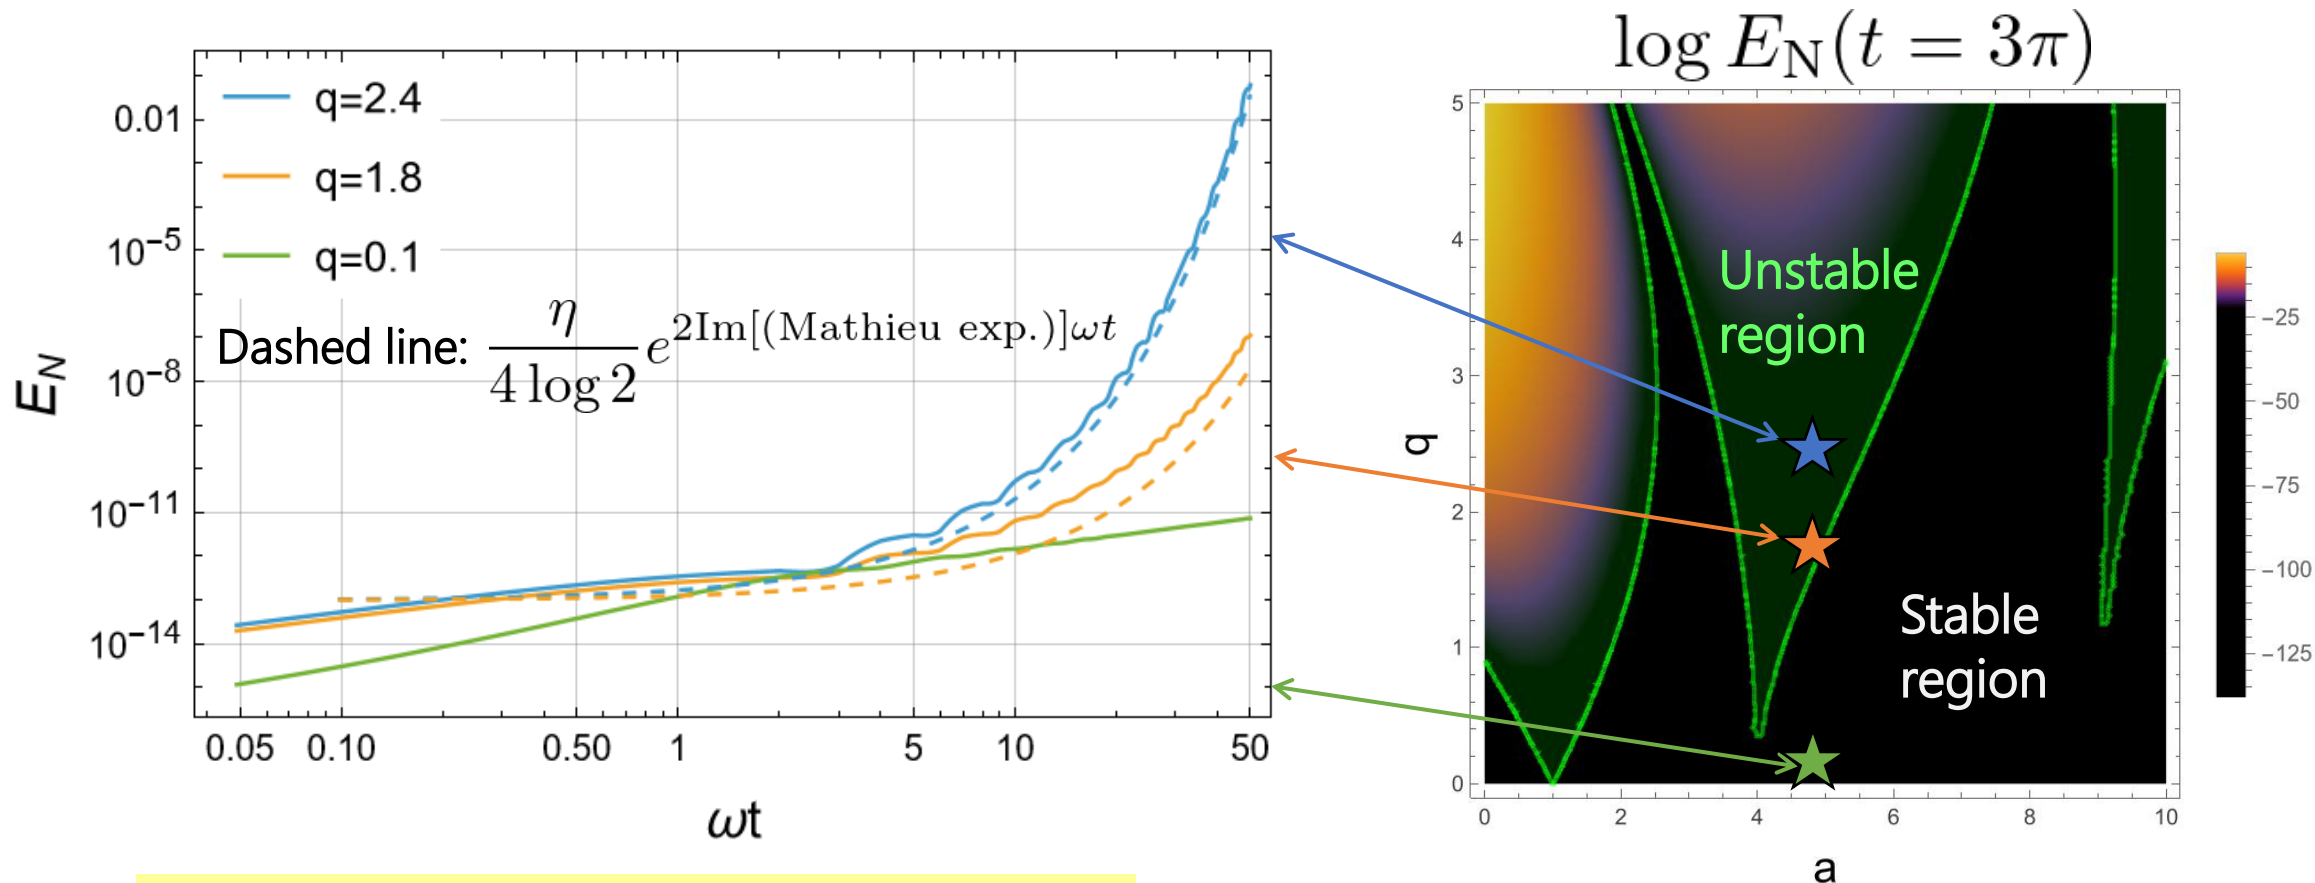 log E_N(t = 3π)
q=2.4
q=1.8
q=0.1
Dashed line: η/(4 log 2) e^{2Im[(Mathieu exp.)]ωt}
E_N
0.01
10^{-5}
10^{-8}
10^{-11}
10^{-14}
0.05 0.10 0.50 1 5 10 50
ωt
Unstable
region
Stable
region
q
5
4
3
2
1
0
0 2 4 6 8 10
a
-25
-50
-75
-100
-125